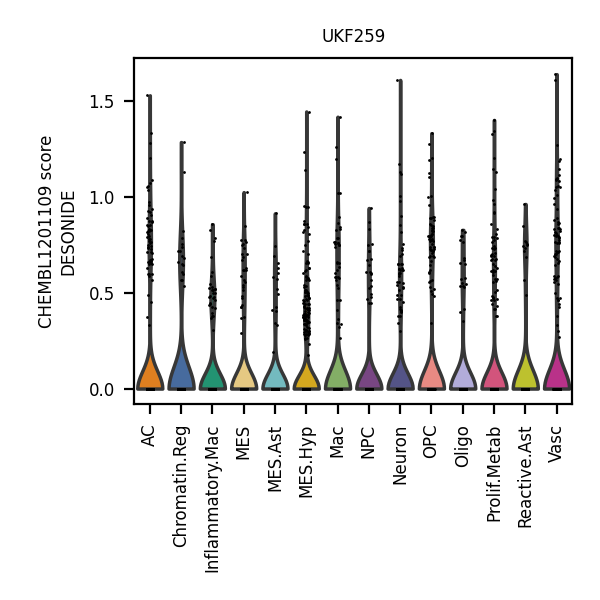 UKF259
CHEMBL1201109 score
DESONIDE
1.5
1.0
0.5
0.0
AC
Chromatin.Reg
Inflammatory.Mac
MES
MES.Ast
MES.Hyp
Mac
NPC
Neuron
OPC
Oligo
Prolif.Metab
Reactive.Ast
Vasc